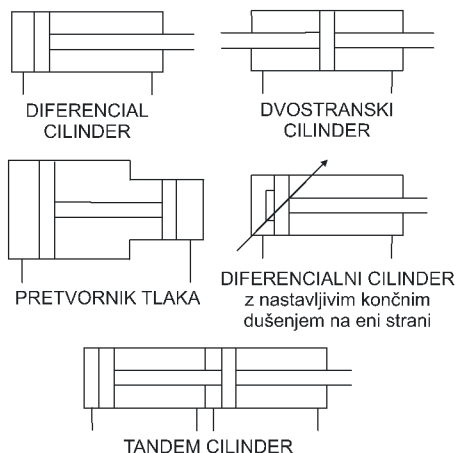 DIFERENCIAL
CILINDER
DVOSTRANSKI
CILINDER
PRETVORNIK TLAKA
DIFERENCIALNI CILINDER
z nastavljivim končnim
dušenjem na eni strani
TANDEM CILINDER